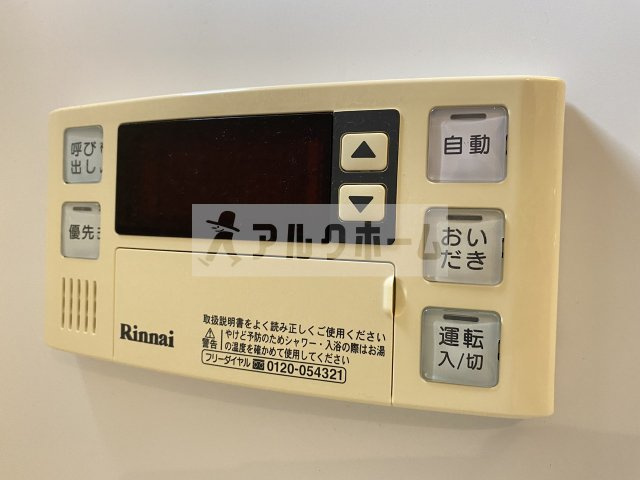 呼び
出し
優先
自動
おい
だき
運転
入/切
アルクホーム
Rinnai
取扱説明書をよく読み正しくご使用ください
警告
やけど予防のためシャワー・入浴の際はお湯
の温度を確かめて使用してください
フリーダイヤル 0120-054321